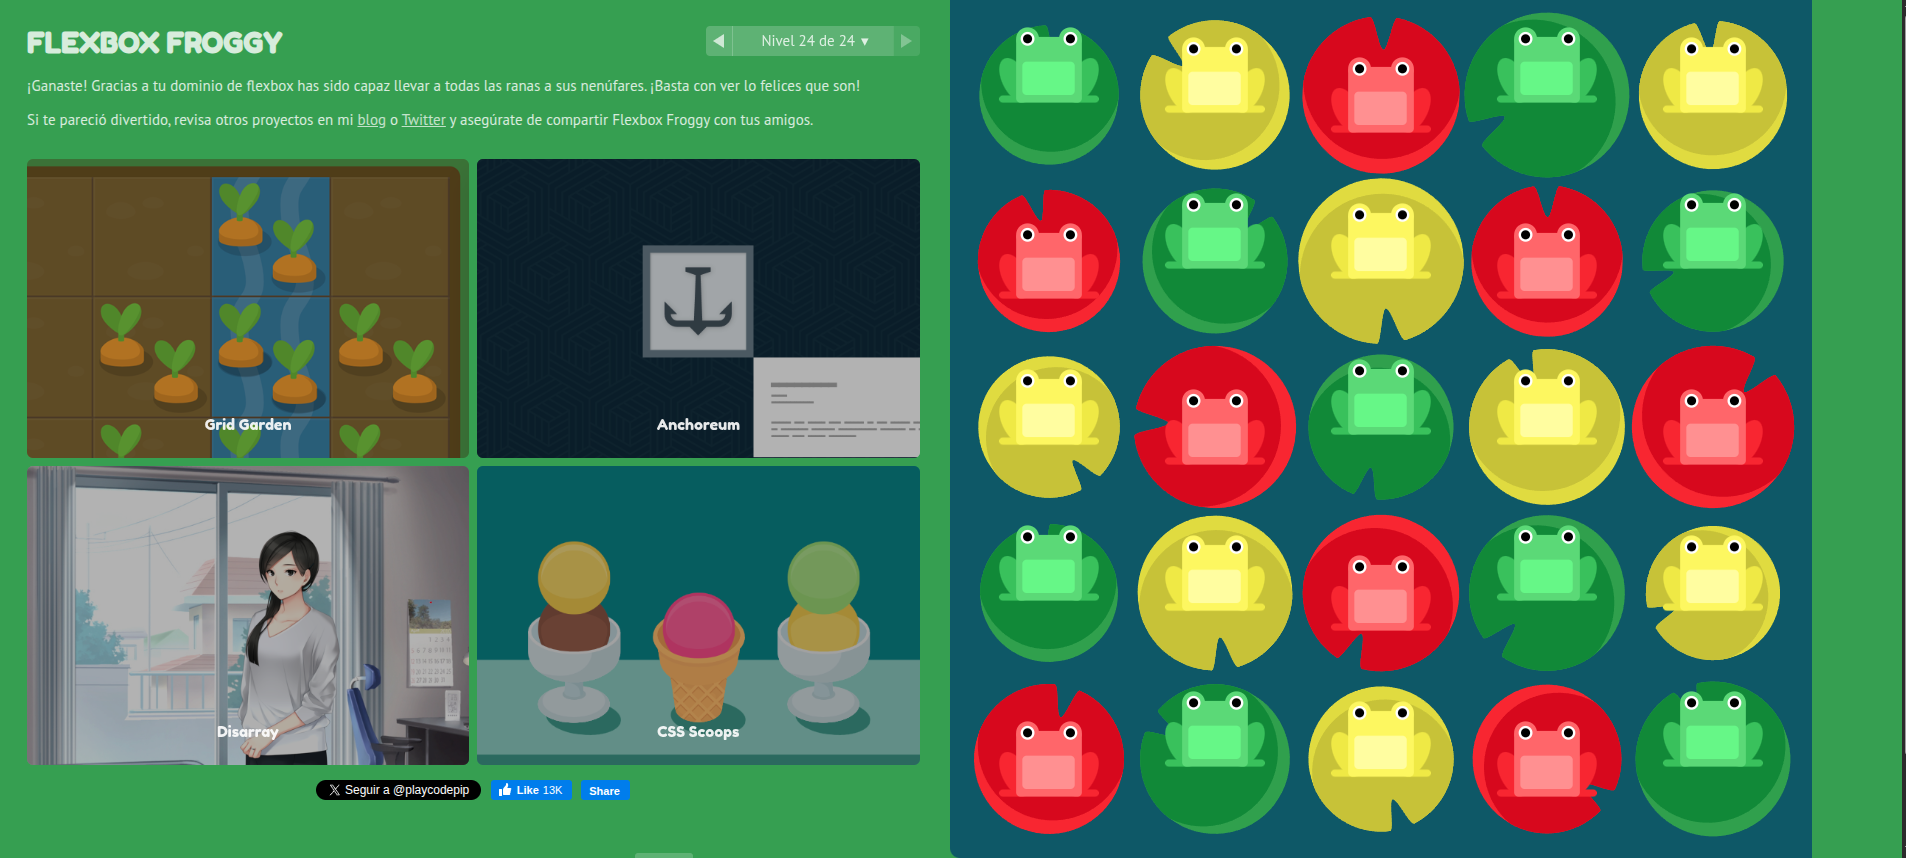 FLEXBOX FROGGY
Nivel 24 de 24 ▼
¡Ganaste! Gracias a tu dominio de flexbox has sido capaz llevar a todas las ranas a sus nenúfares. ¡Basta con ver lo felices que son!
Si te pareció divertido, revisa otros proyectos en mi blog o Twitter y asegúrate de compartir Flexbox Froggy con tus amigos.
Grid Garden
Anchoreum
Disarray
CSS Scoops
Seguir a @playcodepip
Like 13K
Share